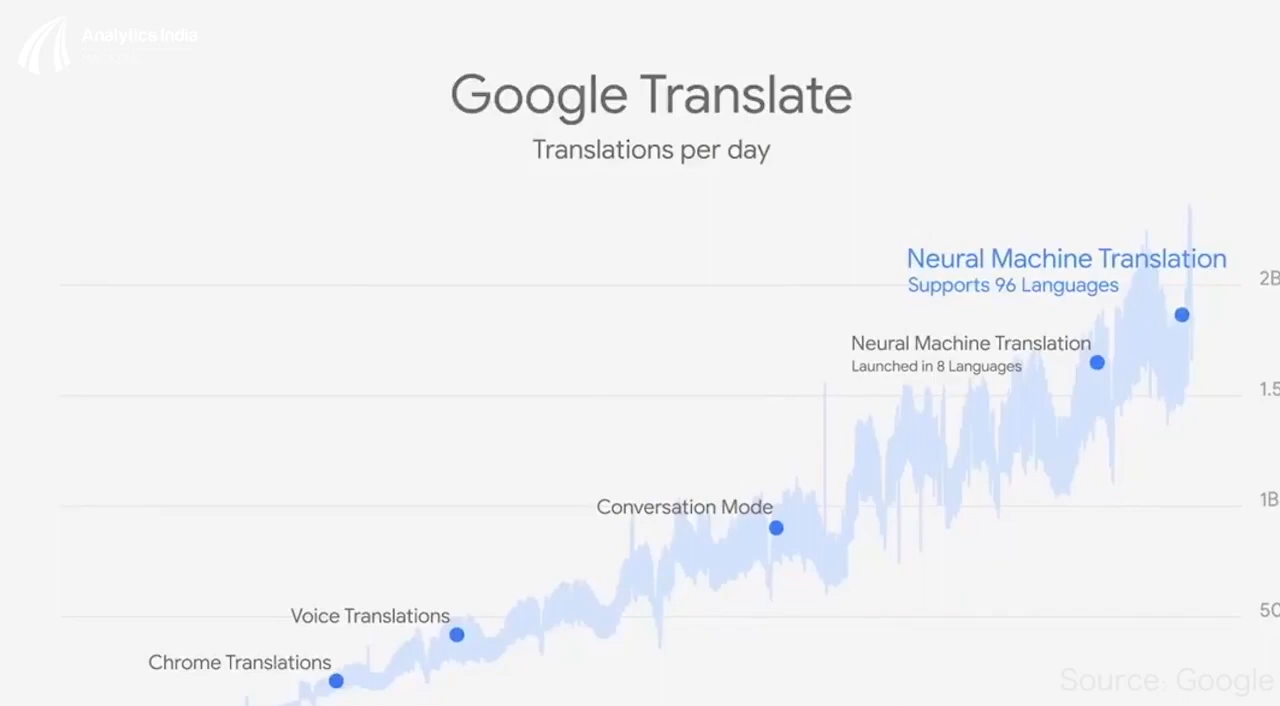 Analytics India
Google Translate
Translations per day
Neural Machine Translation
Supports 96 Languages
2B
Neural Machine Translation
Launched in 8 Languages
1.5
Conversation Mode
1B
Voice Translations
50
Chrome Translations
Source: Google